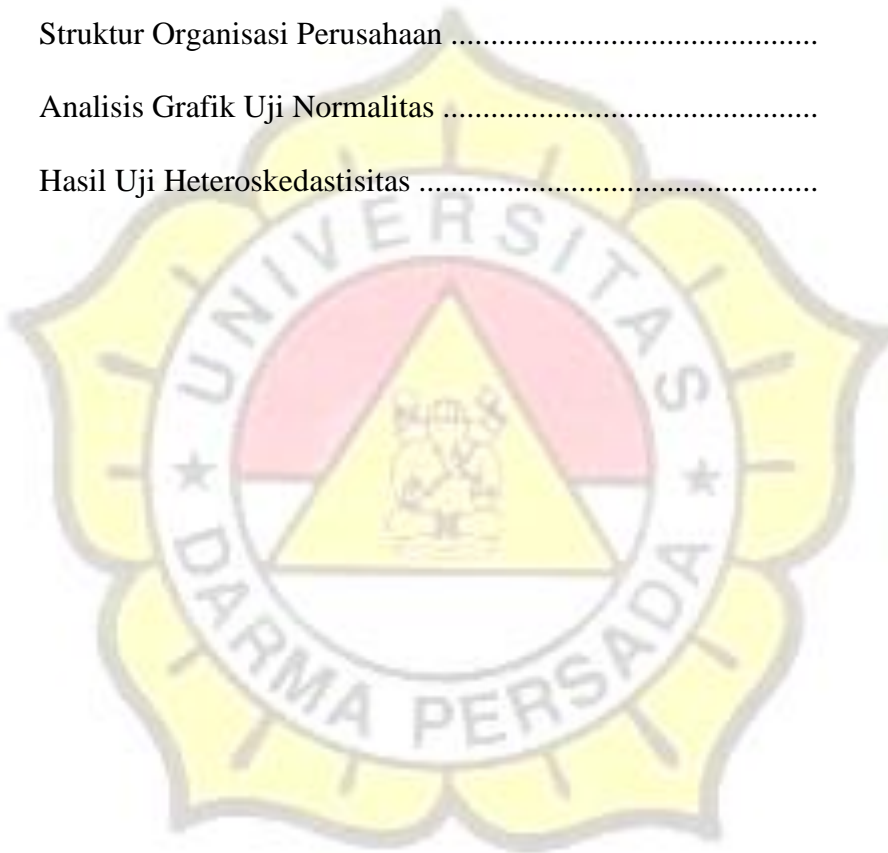 Struktur Organisasi Perusahaan ..............................................
Analisis Grafik Uji Normalitas ...............................................
Hasil Uji Heteroskedastisitas ..................................................
UNIVERSITAS
DARMA PERSADA